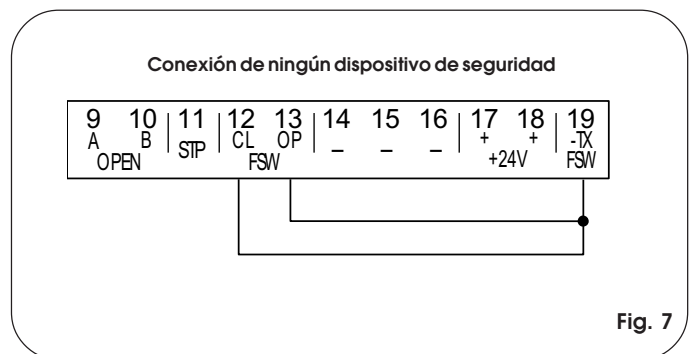 Conexión de ningún dispositivo de seguridad
9 10 11 12 13 14 15 16 17 18 19
A B STP CL OP – – – + + -TX
OPEN FSW +24V FSW
Fig. 7